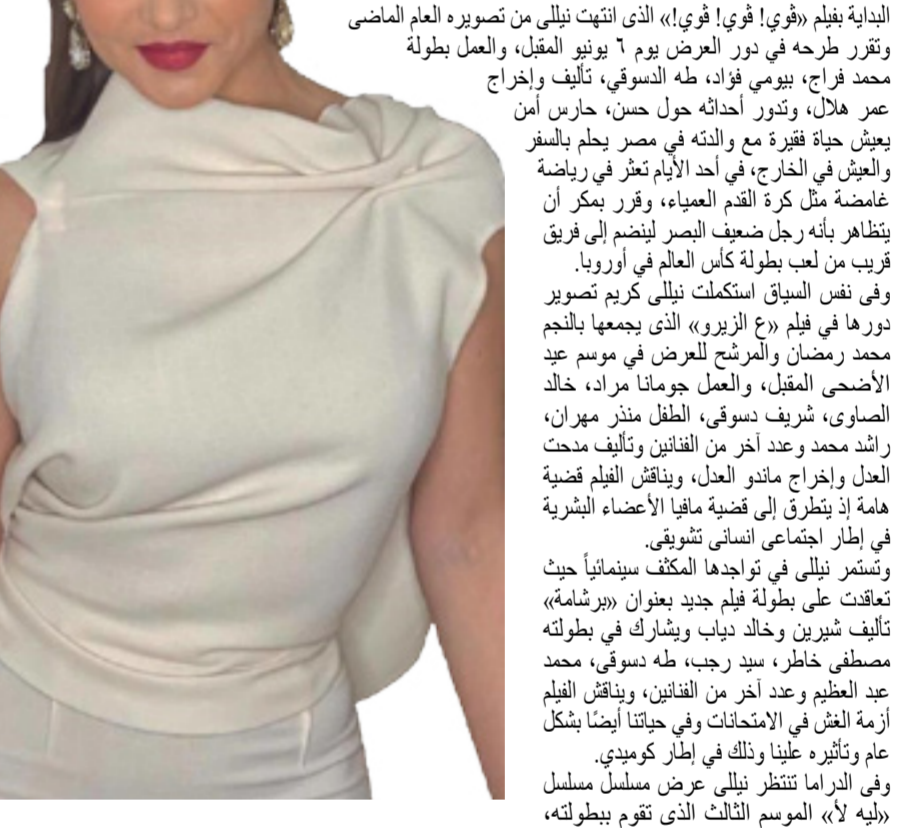 البداية بفيلم «ڤوي! ڤوي! ڤوي!» الذى انتهت نيللى من تصويره العام الماضى
وتقرر طرحه في دور العرض يوم ٦ يونيو المقبل، والعمل بطولة
محمد فراج، بيومي فؤاد، طه الدسوقي، تأليف وإخراج
عمر هلال، وتدور أحداثه حول حسن، حارس أمن
يعيش حياة فقيرة مع والدته في مصر يحلم بالسفر
والعيش في الخارج، في أحد الأيام تعثر في رياضة
غامضة مثل كرة القدم العمياء، وقرر بمكر أن
يتظاهر بأنه رجل ضعيف البصر لينضم إلى فريق
قريب من لعب بطولة كأس العالم في أوروبا.
وفى نفس السياق استكملت نيللى كريم تصوير
دورها في فيلم «ع الزيرو» الذى يجمعها بالنجم
محمد رمضان والمرشح للعرض في موسم عيد
الأضحى المقبل، والعمل جومانا مراد، خالد
الصاوى، شريف دسوقى، الطفل منذر مهران،
راشد محمد وعدد آخر من الفنانين وتأليف مدحت
العدل وإخراج ماندو العدل، ويناقش الفيلم قضية
هامة إذ يتطرق إلى قضية مافيا الأعضاء البشرية
في إطار اجتماعى انسانى تشويقى.
وتستمر نيللى في تواجدها المكثف سينمائياً حيث
تعاقدت على بطولة فيلم جديد بعنوان «برشامة»
تأليف شيرين وخالد دياب ويشارك في بطولته
مصطفى خاطر، سيد رجب، طه دسوقى، محمد
عبد العظيم وعدد آخر من الفنانين، ويناقش الفيلم
أزمة الغش في الامتحانات وفي حياتنا أيضًا بشكل
عام وتأثيره علينا وذلك في إطار كوميدي.
وفى الدراما تنتظر نيللى عرض مسلسل مسلسل
«ليه لأ» الموسم الثالث الذى تقوم ببطولته،